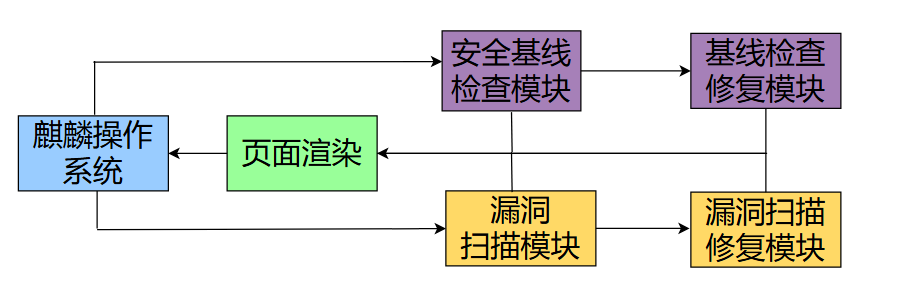 安全基线
检查模块
基线检查
修复模块
麒麟操作
系统
页面渲染
漏洞
扫描模块
漏洞扫描
修复模块